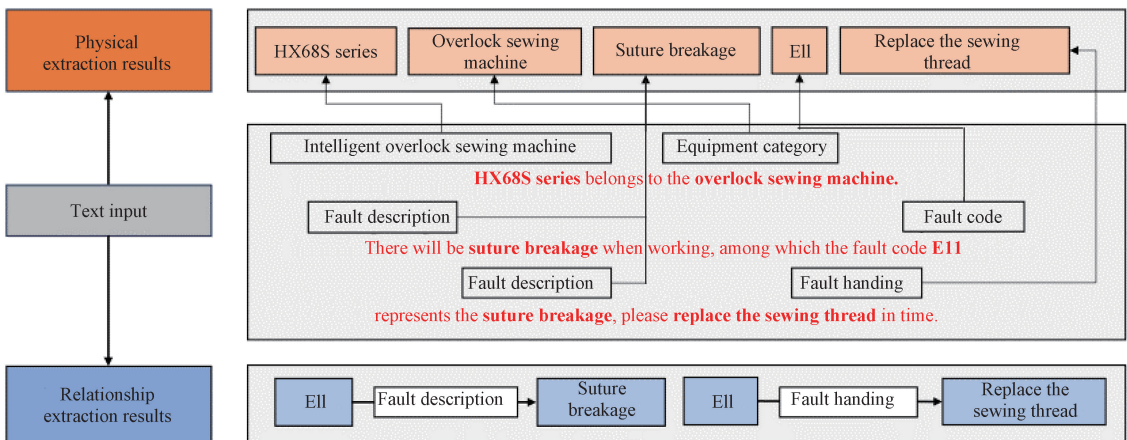 Physical
extraction results
HX68S series
Overlock sewing
machine
Suture breakage
Ell
Replace the sewing
thread
Intelligent overlock sewing machine
Equipment category
HX68S series belongs to the overlock sewing machine.
Text input
Fault description
Fault code
There will be suture breakage when working, among which the fault code E11
Fault description
Fault handing
represents the suture breakage, please replace the sewing thread in time.
Relationship
extraction results
Ell
Fault description
Suture
breakage
Ell
Fault handing
Replace the
sewing thread